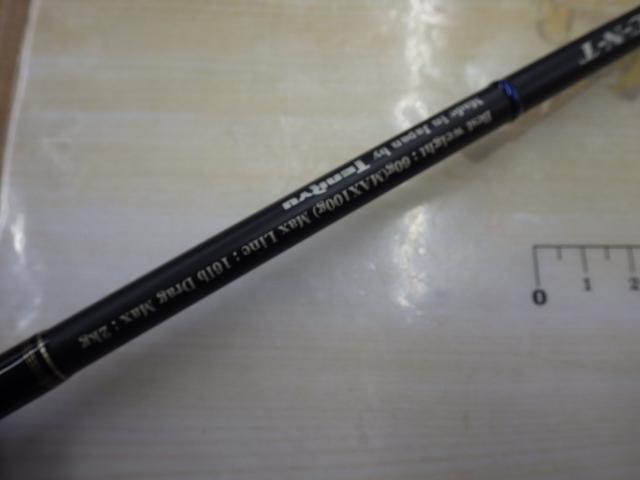 Made in Japan by TENRYU
Best weight : 60g(MAX100g) Max Line : 16lb Drag Max : 2kg
0 1 2